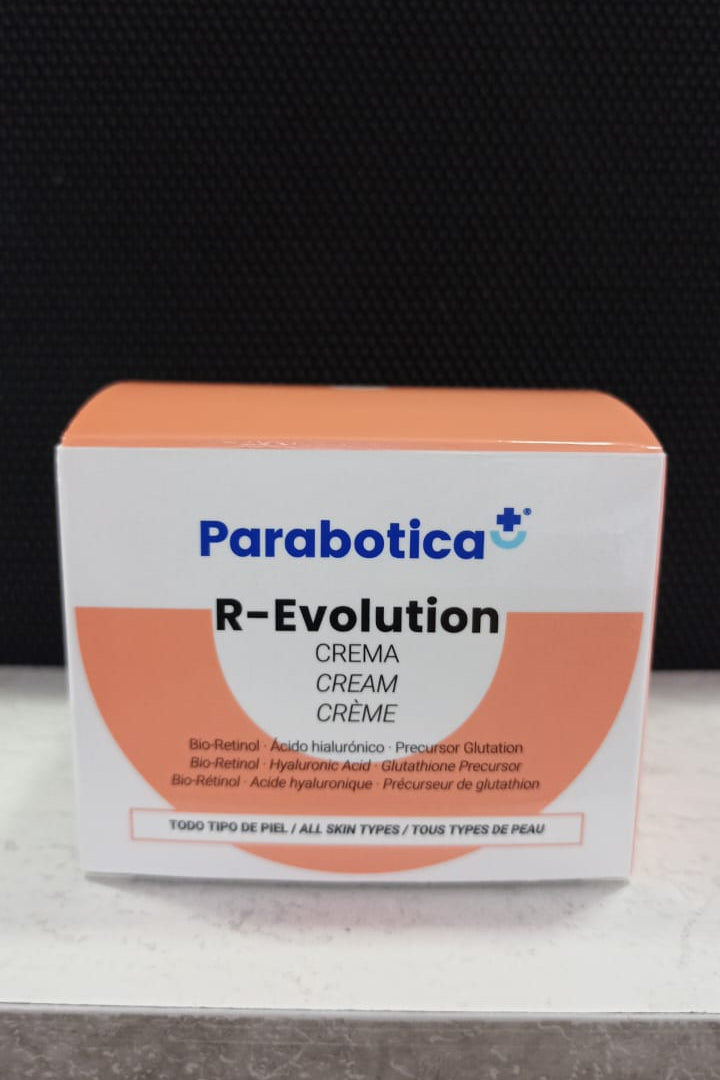 Parabotica®
R-Evolution
CREMA
CREAM
CRÈME
Bio-Retinol · Ácido hialurónico · Precursor Glutation
Bio-Retinol · Hyaluronic Acid · Glutathione Precursor
Bio-Rétinol · Acide hyaluronique · Précurseur de glutathion
TODO TIPO DE PIEL / ALL SKIN TYPES / TOUS TYPES DE PEAU